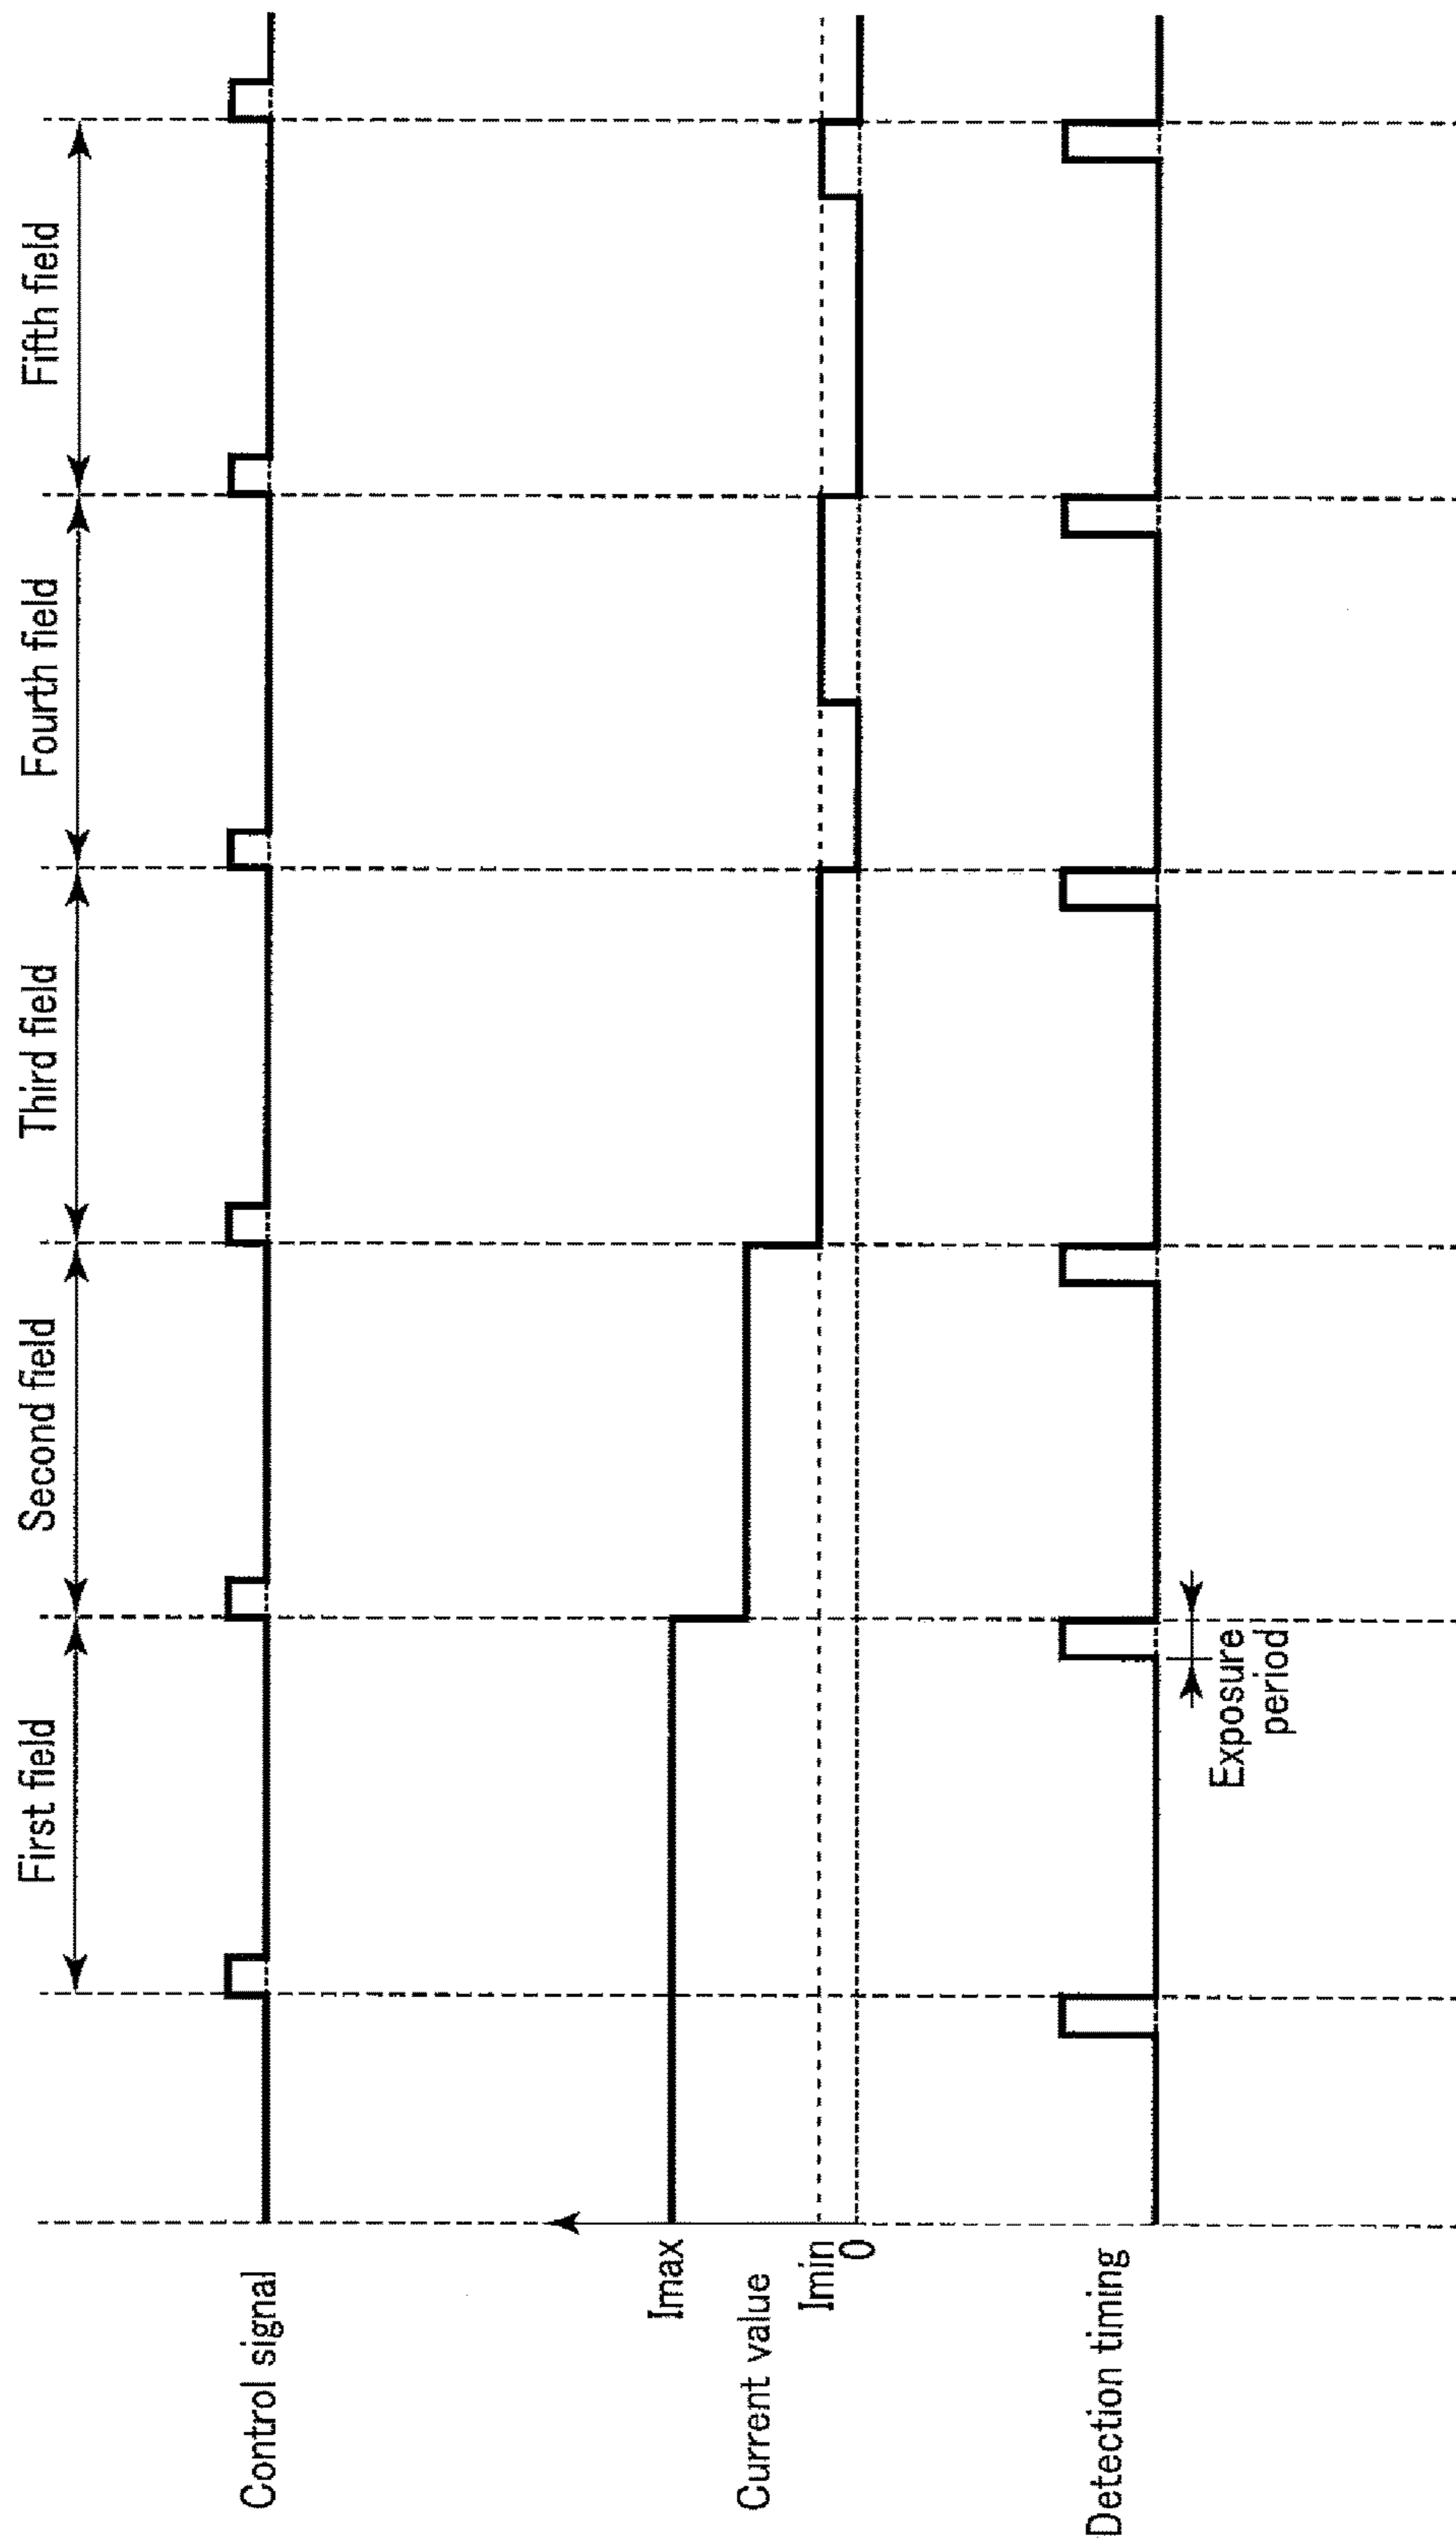 First field
Second field
Third field
Fourth field
Fifth field
Control signal
Imax
Current value
Imin
0
Detection timing
Exposure
period